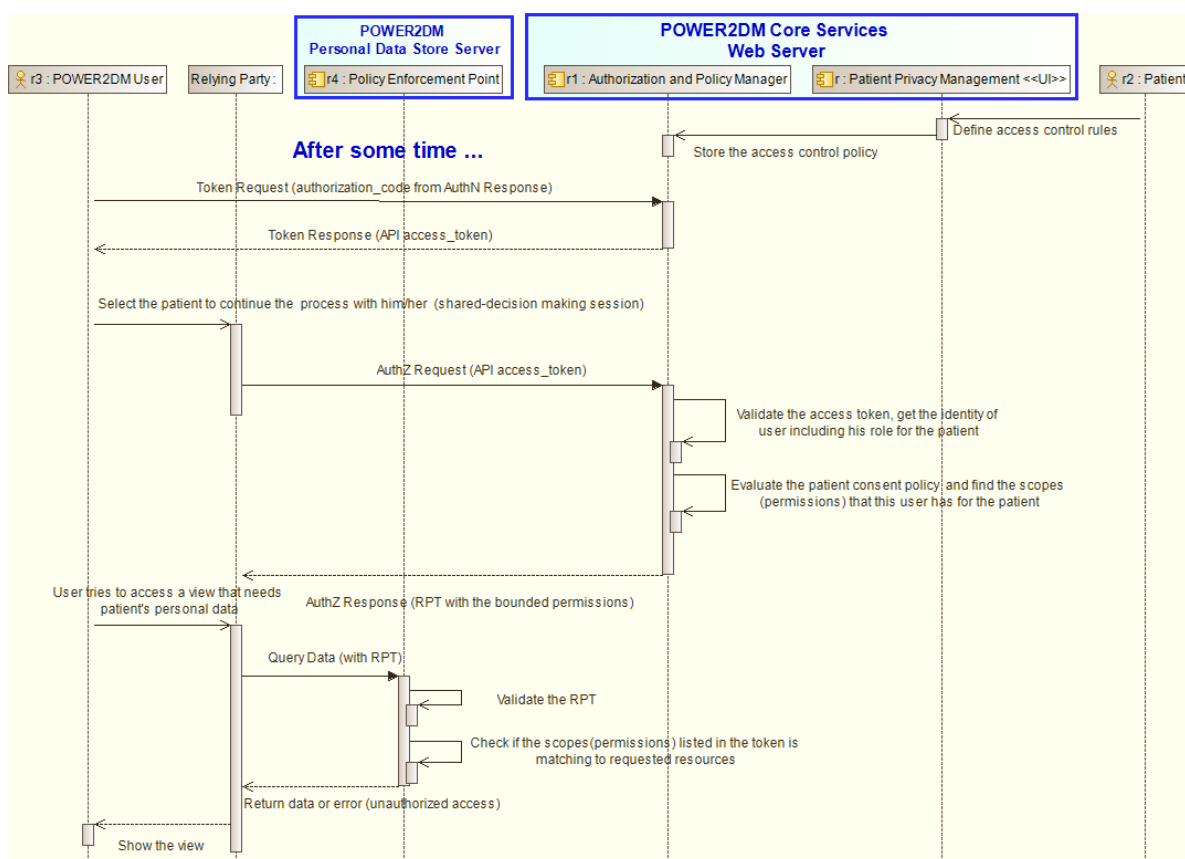 POWER2DM
Personal Data Store Server
POWER2DM Core Services
Web Server
r3 : POWER2DM User
Relying Party :
r4 : Policy Enforcement Point
r1 : Authorization and Policy Manager
r : Patient Privacy Management <<UI>>
r2 : Patient
Define access control rules
Store the access control policy
After some time ...
Token Request (authorization_code from AuthN Response)
Token Response (API access_token)
Select the patient to continue the process with him/her (shared-decision making session)
AuthZ Request (API access_token)
Validate the access token, get the identity of
user including his role for the patient
Evaluate the patient consent policy and find the scopes
(permissions) that this user has for the patient
User tries to access a view that needs
patient's personal data
AuthZ Response (RPT with the bounded permissions)
Query Data (with RPT)
Validate the RPT
Check if the scopes(permissions) listed in the token is
matching to requested resources
Return data or error (unauthorized access)
Show the view